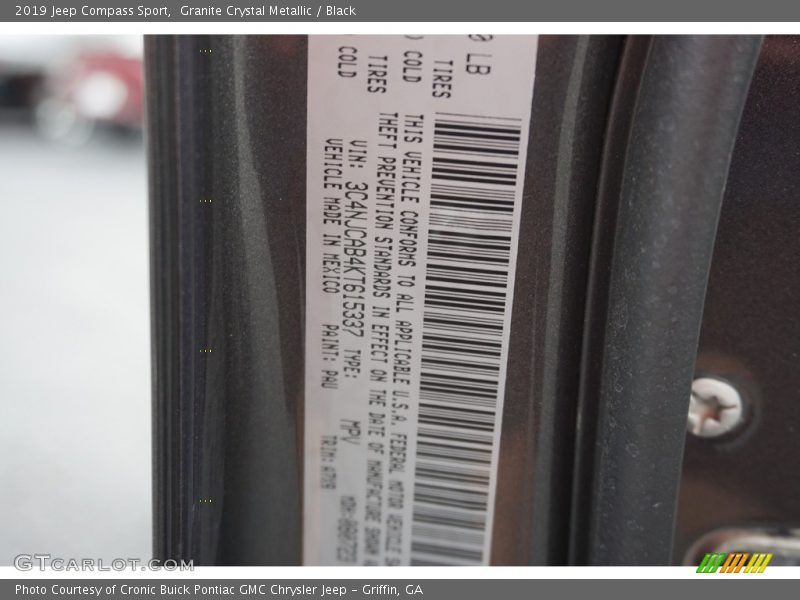 2019 Jeep Compass Sport,  Granite Crystal Metallic / Black
0 LB
TIRES
) COLD
TIRES
COLD
THIS VEHICLE CONFORMS TO ALL APPLICABLE U.S.A. FEDERAL MOTOR VEHICLE
THEFT PREVENTION STANDARDS IN EFFECT ON THE DATE OF MANUFACTURE SHOWN
VIN: 3C4NJCAB4KT615337 TYPE: MPV
VEHICLE MADE IN MEXICO PAINT: PAU
GTCarLot.com
Photo Courtesy of Cronic Buick Pontiac GMC Chrysler Jeep - Griffin, GA